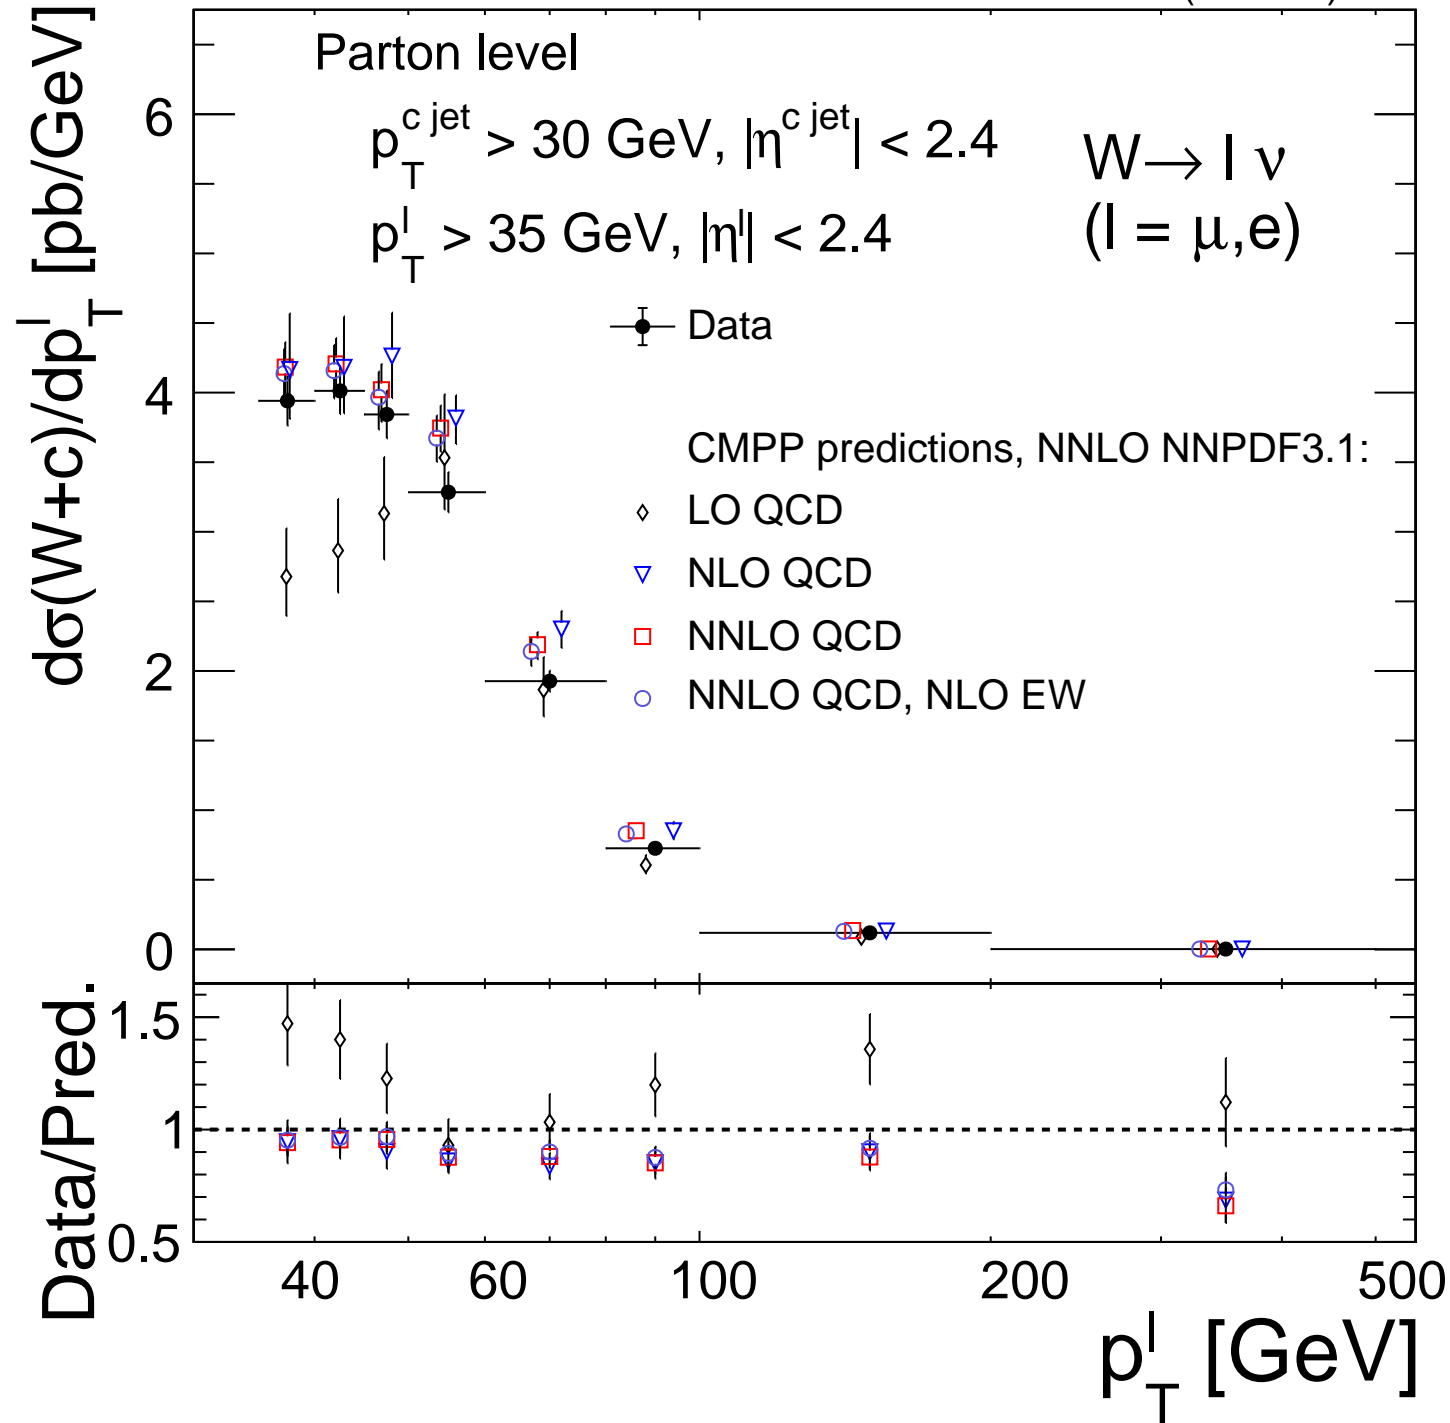 Parton level
p_T^{c jet} > 30 GeV, |η^{c jet}| < 2.4
p_T^l > 35 GeV, |η^l| < 2.4
W→ l ν
(l = μ,e)
Data
CMPP predictions, NNLO NNPDF3.1:
LO QCD
NLO QCD
NNLO QCD
NNLO QCD, NLO EW
dσ(W+c)/dp_T^l [pb/GeV]
6
4
2
0
Data/Pred.
1.5
1
0.5
40 60 100 200 500
p_T^l [GeV]